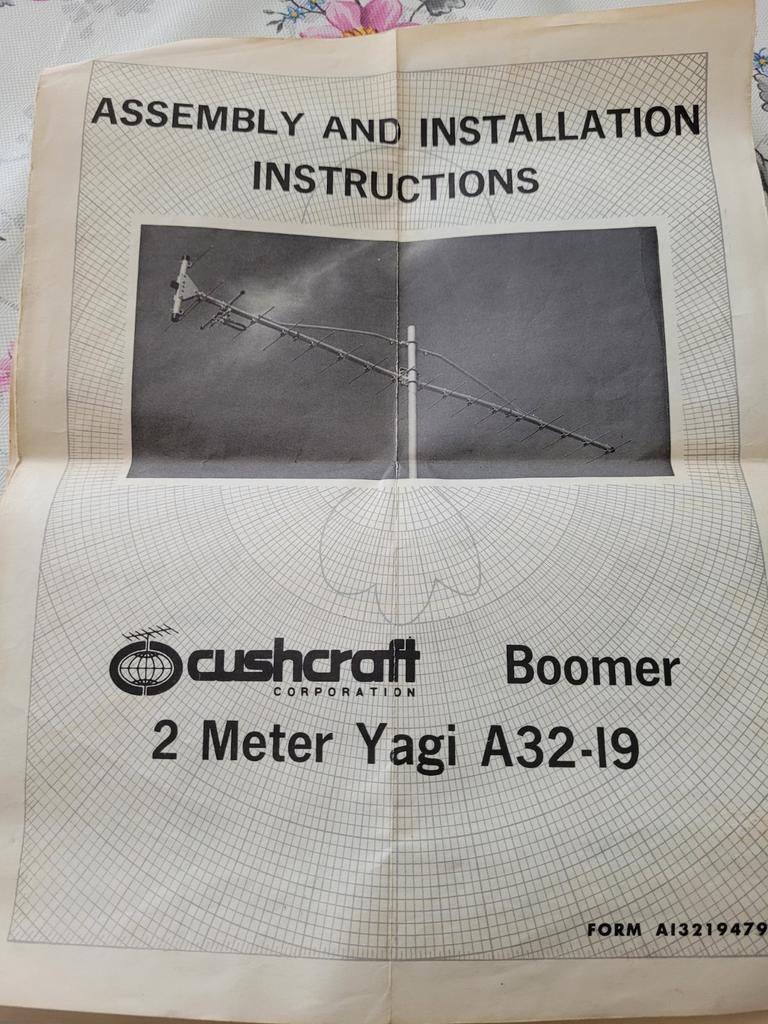 ASSEMBLY AND INSTALLATION
INSTRUCTIONS
cushcraft
CORPORATION
Boomer
2 Meter Yagi A32-19
FORM A13219479